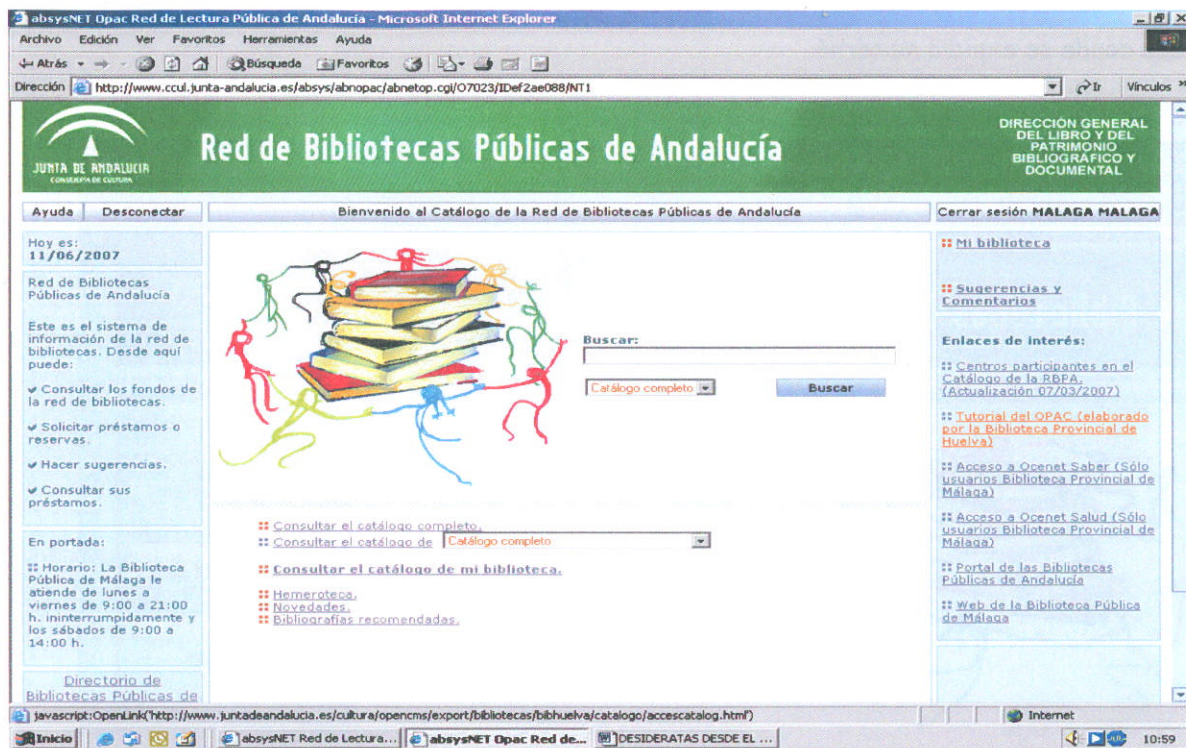 absysNET Opac Red de Lectura Pública de Andalucía - Microsoft Internet Explorer
Archivo Edición Ver Favoritos Herramientas Ayuda
Atrás Búsqueda Favoritos
Dirección http://www.ccul.junta-andalucia.es/absys/abnopac/abnetop.cgi/O7023/IDef2ae088/NT1 Ir Vínculos »
JUNTA DE ANDALUCIA
CONSEJERÍA DE CULTURA
Red de Bibliotecas Públicas de Andalucía
DIRECCIÓN GENERAL
DEL LIBRO Y DEL
PATRIMONIO
BIBLIOGRÁFICO Y
DOCUMENTAL
Ayuda Desconectar Bienvenido al Catálogo de la Red de Bibliotecas Públicas de Andalucía Cerrar sesión MALAGA MALAGA
Hoy es:
11/06/2007
Red de Bibliotecas
Públicas de Andalucía
Este es el sistema de
información de la red de
bibliotecas. Desde aquí
puede:
Consultar los fondos de
la red de bibliotecas.
Solicitar préstamos o
reservas.
Hacer sugerencias.
Consultar sus
préstamos.
En portada:
Horario: La Biblioteca
Pública de Málaga le
atiende de lunes a
viernes de 9:00 a 21:00
h. ininterrumpidamente y
los sábados de 9:00 a
14:00 h.
Directorio de
Bibliotecas Públicas de
Buscar:
Catálogo completo Buscar
Consultar el catálogo completo.
Consultar el catálogo de Catálogo completo
Consultar el catálogo de mi biblioteca.
Hemeroteca.
Novedades.
Bibliografías recomendadas.
Mi biblioteca
Sugerencias y
Comentarios
Enlaces de interés:
Centros participantes en el
Catálogo de la RBPA.
(Actualización 07/03/2007)
Tutorial del OPAC (elaborado
por la Biblioteca Provincial de
Huelva)
Acceso a Ocenet Saber (Sólo
usuarios Biblioteca Provincial de
Málaga)
Acceso a Ocenet Salud (Sólo
usuarios Biblioteca Provincial de
Málaga)
Portal de las Bibliotecas
Públicas de Andalucía
Web de la Biblioteca Pública
de Málaga
javascript:OpenLink('http://www.juntadeandalucia.es/cultura/opencms/export/bibliotecas/bibhuelva/catalogo/accescatalog.html') Internet
Inicio absysNET Red de Lectura... absysNET Opac Red de... DESIDERATAS DESDE EL ... 10:59